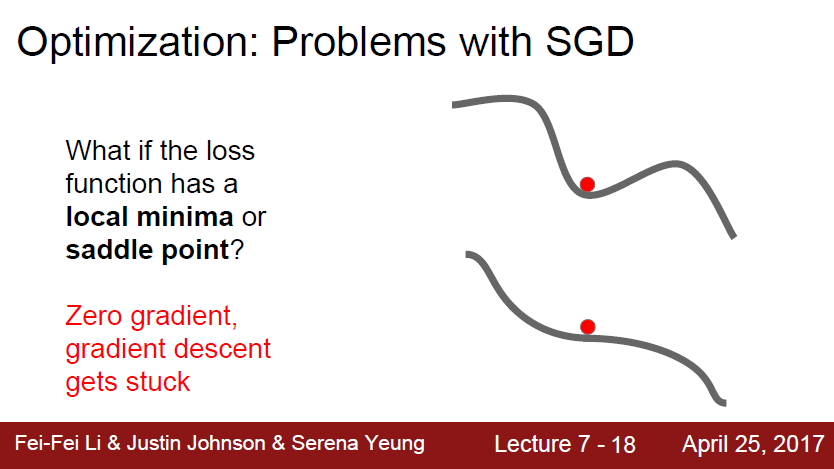 Optimization: Problems with SGD
What if the loss
function has a
local minima or
saddle point?
Zero gradient,
gradient descent
gets stuck
Fei-Fei Li & Justin Johnson & Serena Yeung
Lecture 7 - 18
April 25, 2017